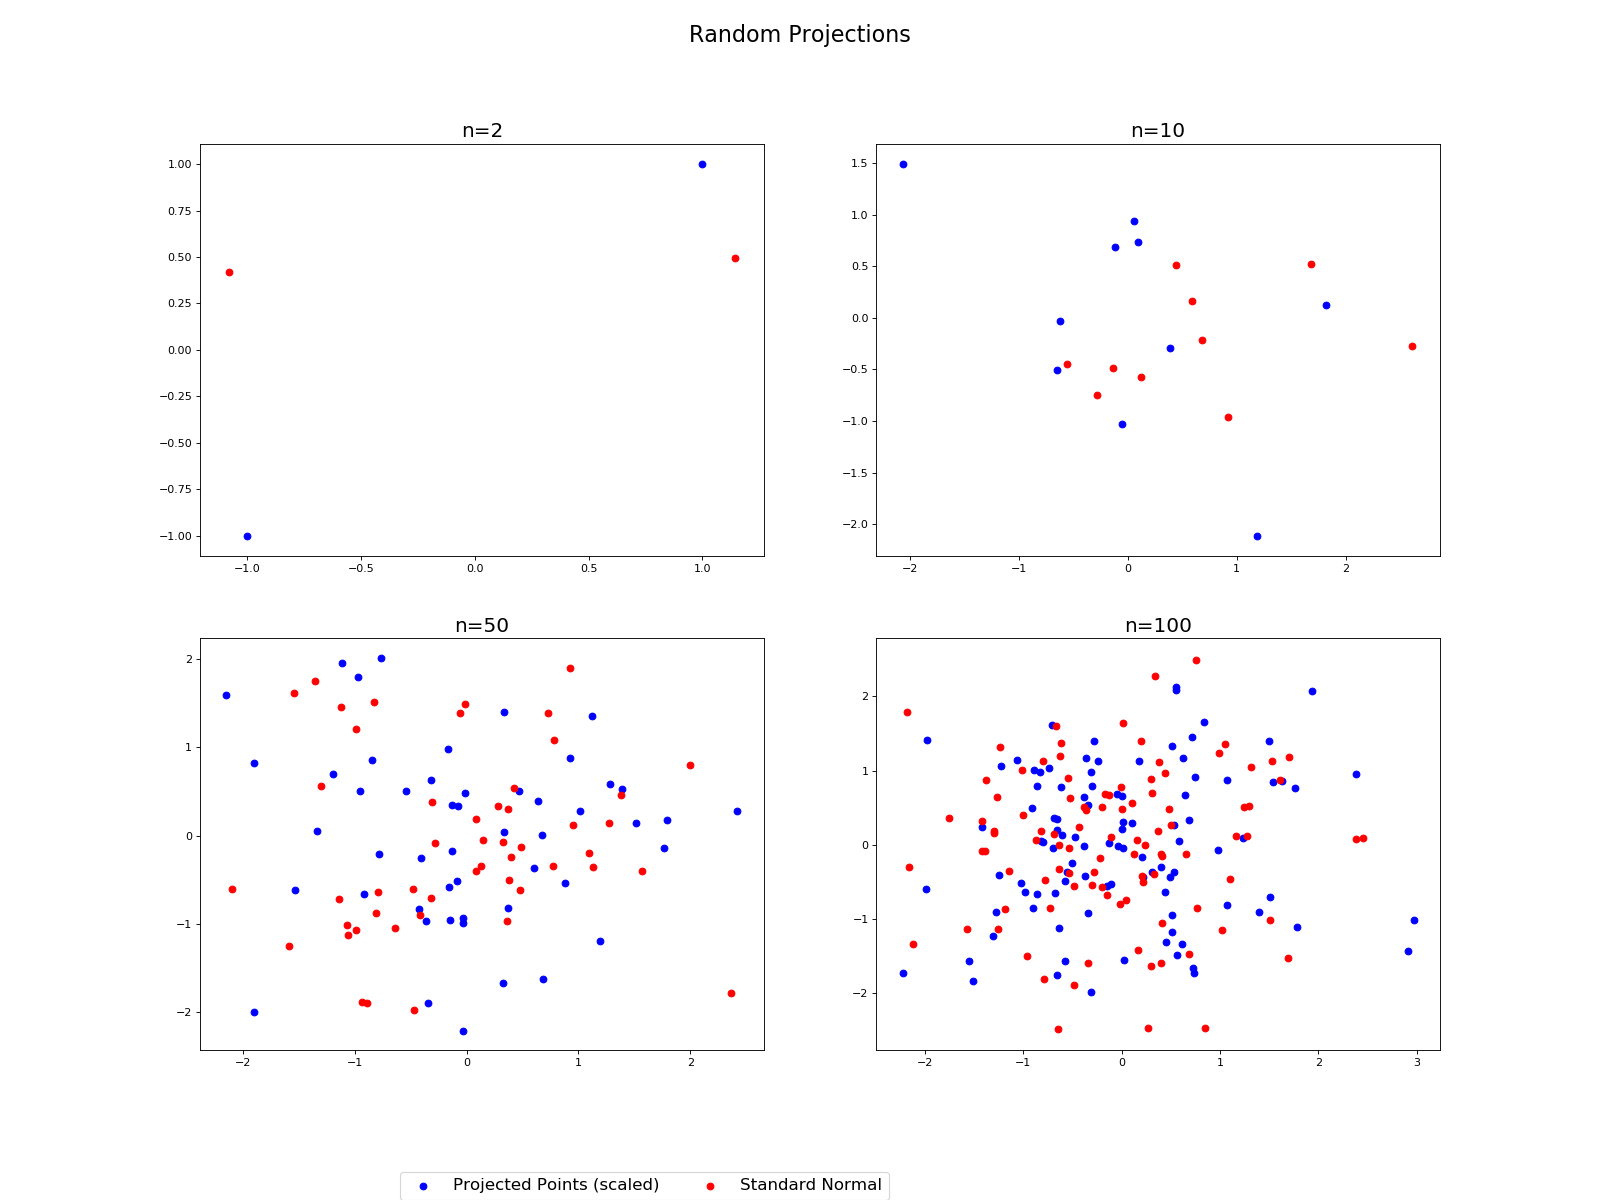 Random Projections
n=2
1.00
0.75
0.50
0.25
0.00
−0.25
−0.50
−0.75
−1.00
−1.0 −0.5 0.0 0.5 1.0
n=10
1.5
1.0
0.5
0.0
−0.5
−1.0
−1.5
−2.0
−2 −1 0 1 2
n=50
2
1
0
−1
−2
−2 −1 0 1 2
n=100
2
1
0
−1
−2
−2 −1 0 1 2 3
Projected Points (scaled) Standard Normal